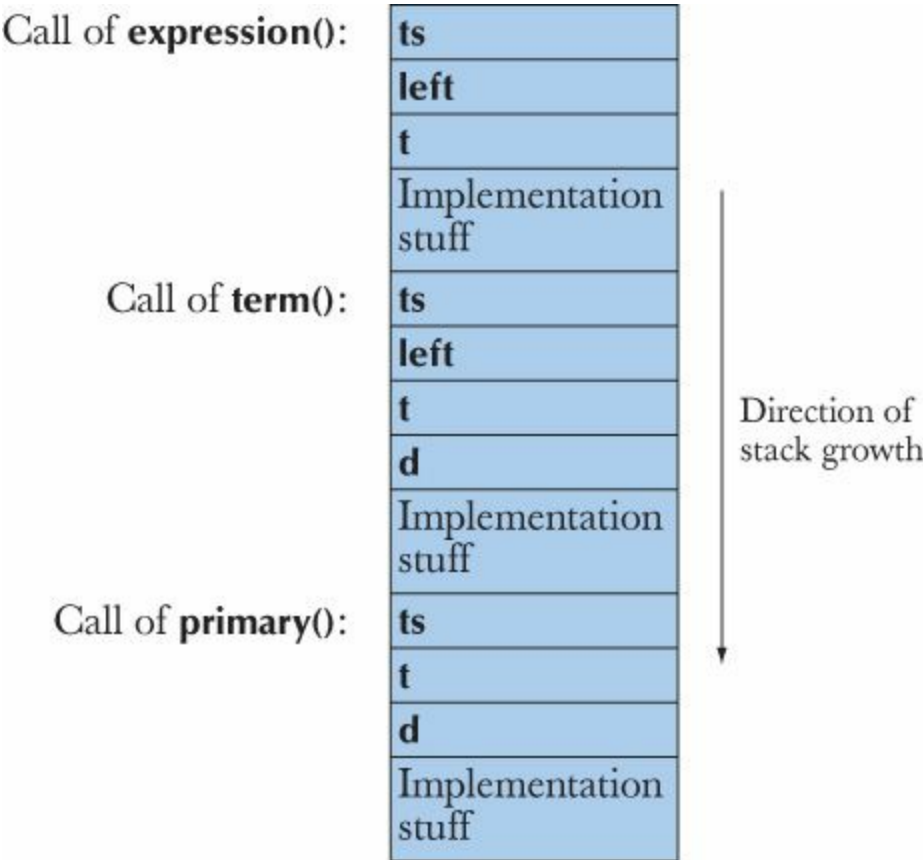 Call of expression():
ts
left
t
Implementation
stuff
Call of term():
ts
left
t
d
Implementation
stuff
Direction of
stack growth
Call of primary():
ts
t
d
Implementation
stuff